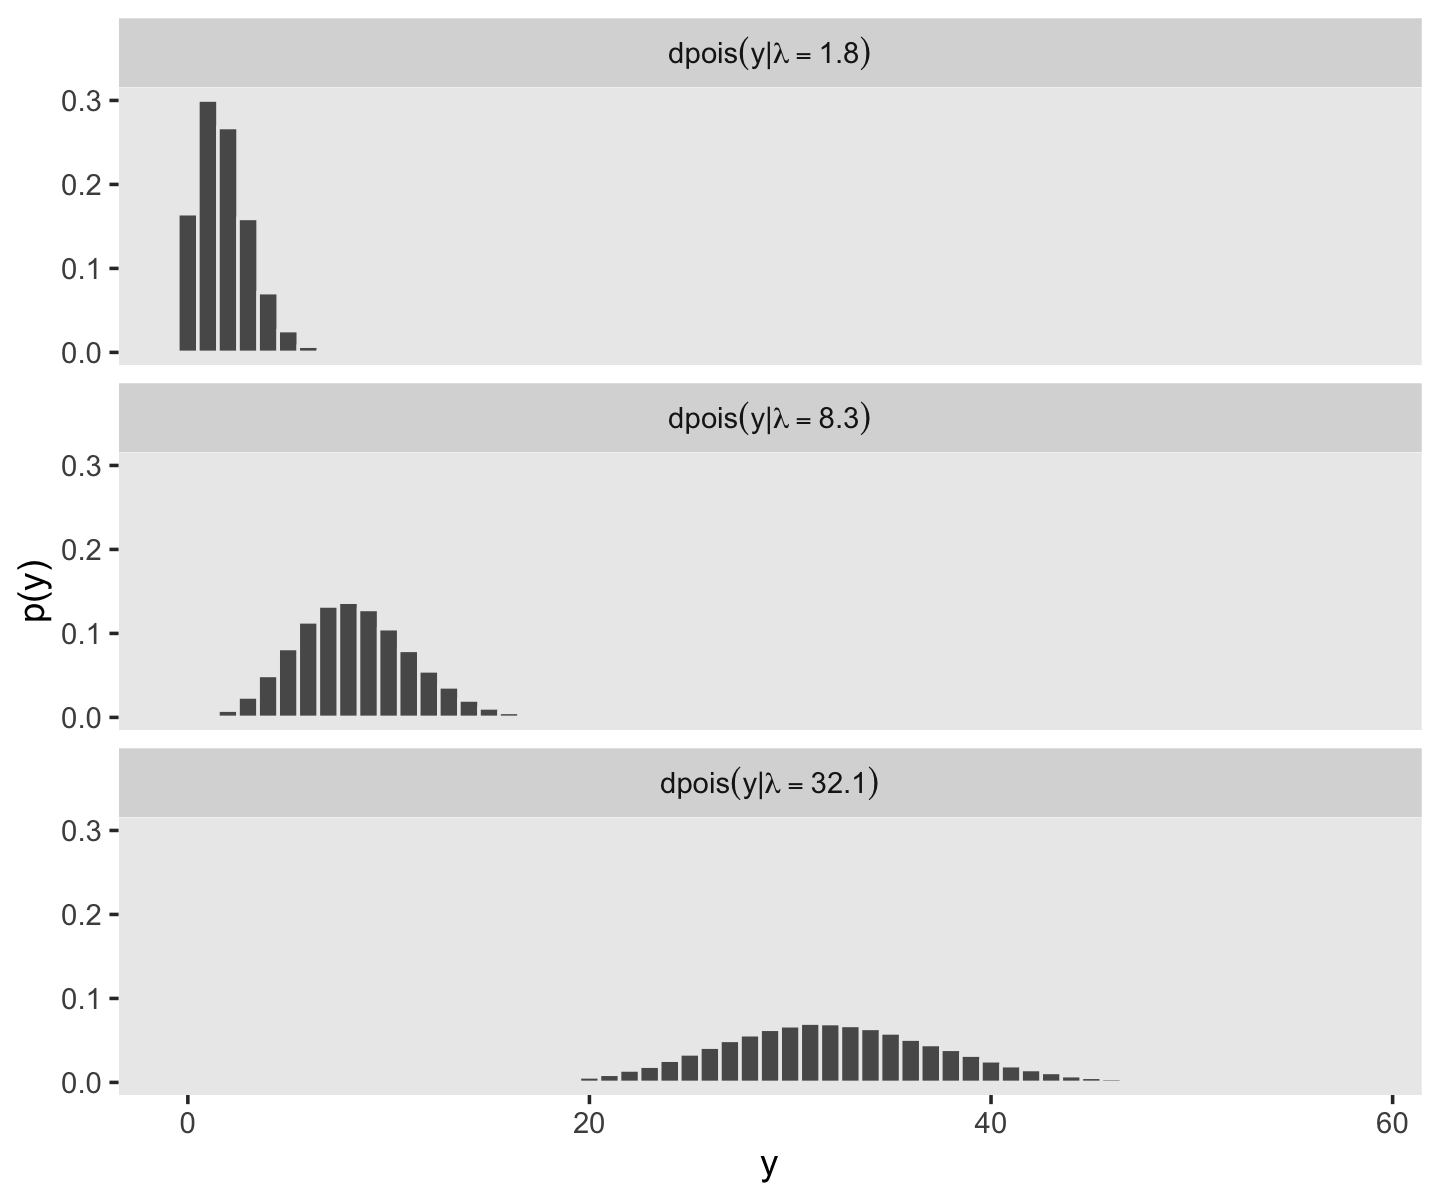 dpois(y|λ = 1.8)
0.3
0.2
0.1
0.0
dpois(y|λ = 8.3)
0.3
0.2
0.1
0.0
p(y)
dpois(y|λ = 32.1)
0.3
0.2
0.1
0.0
0 20 40 60
y